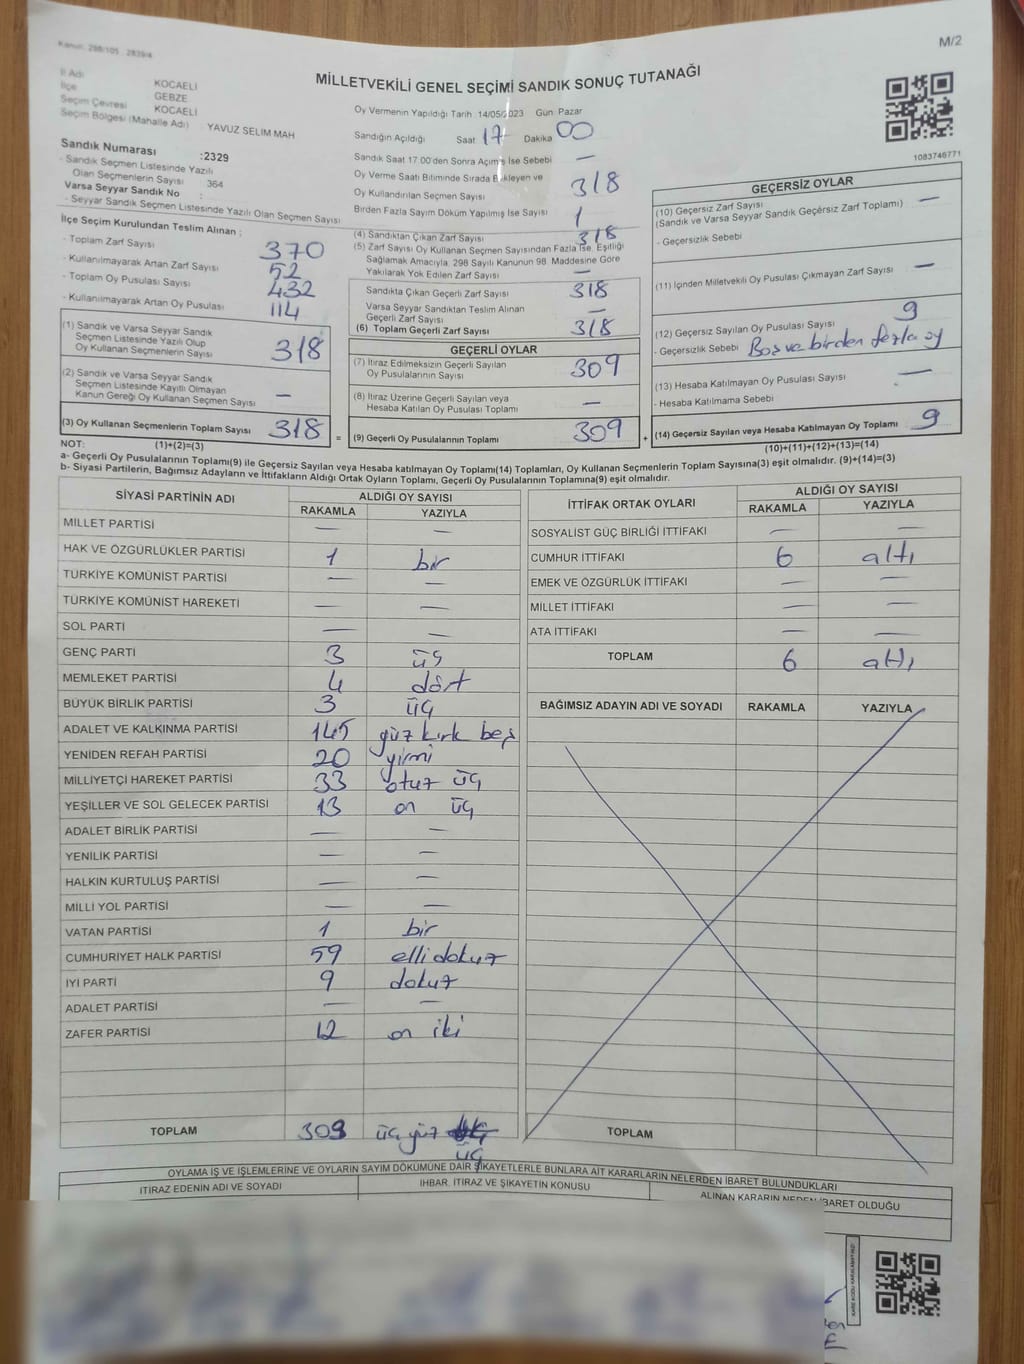 Kanun: 298/105 , 2839/4
M/2
MİLLETVEKİLİ GENEL SEÇİMİ SANDIK SONUÇ TUTANAĞI
İl Adı KOCAELİ
İlçe GEBZE
Seçim Çevresi KOCAELİ
Seçim Bölgesi (Mahalle Adı) YAVUZ SELIM MAH
Sandık Numarası :2329
- Sandık Seçmen Listesinde Yazılı
Olan Seçmenlerin Sayısı 364
Varsa Seyyar Sandık No :
- Seyyar Sandık Seçmen Listesinde Yazılı Olan Seçmen Sayısı
İlçe Seçim Kurulundan Teslim Alınan ;
- Toplam Zarf Sayısı 370
- Kullanılmayarak Artan Zarf Sayısı 52
- Toplam Oy Pusulası Sayısı 432
- Kullanılmayarak Artan Oy Pusulası 114
(1) Sandık ve Varsa Seyyar Sandık
Seçmen Listesinde Yazılı Olup
Oy Kullanan Seçmenlerin Sayısı 318
(2) Sandık ve Varsa Seyyar Sandık
Seçmen Listesinde Kayıtlı Olmayan
Kanun Gereği Oy Kullanan Seçmen Sayısı —
(3) Oy Kullanan Seçmenlerin Toplam Sayısı 318 =
Oy Vermenin Yapıldığı Tarih 14/05/2023 Gün Pazar
Sandığın Açıldığı Saat 17 Dakika 00
Sandık Saat 17.00'den Sonra Açılmış İse Sebebi —
Oy Verme Saati Bitiminde Sırada Bekleyen ve
Oy Kullandırılan Seçmen Sayısı 318
Birden Fazla Sayım Döküm Yapılmış İse Sayısı 1
(4) Sandıktan Çıkan Zarf Sayısı 318
(5) Zarf Sayısı Oy Kullanan Seçmen Sayısından Fazla İse, Eşitliği
Sağlamak Amacıyla, 298 Sayılı Kanunun 98. Maddesine Göre
Yakılarak Yok Edilen Zarf Sayısı —
Sandıkta Çıkan Geçerli Zarf Sayısı 318
Varsa Seyyar Sandıktan Teslim Alınan
Geçerli Zarf Sayısı
(6) Toplam Geçerli Zarf Sayısı 318
GEÇERLİ OYLAR
(7) İtiraz Edilmeksizin Geçerli Sayılan
Oy Pusulalarının Sayısı 309
(8) İtiraz Üzerine Geçerli Sayılan veya
Hesaba Katılan Oy Pusulası Toplamı —
(9) Geçerli Oy Pusulalarının Toplamı 309 +
1083746771
GEÇERSİZ OYLAR
(10) Geçersiz Zarf Sayısı —
(Sandık ve Varsa Seyyar Sandık Geçersiz Zarf Toplamı)
- Geçersizlik Sebebi
(11) İçinden Milletvekili Oy Pusulası Çıkmayan Zarf Sayısı —
(12) Geçersiz Sayılan Oy Pusulası Sayısı 9
- Geçersizlik Sebebi Boş ve birden fazla oy
(13) Hesaba Katılmayan Oy Pusulası Sayısı —
- Hesaba Katılmama Sebebi
(14) Geçersiz Sayılan veya Hesaba Katılmayan Oy Toplamı 9
NOT: (1)+(2)=(3) (10)+(11)+(12)+(13)=(14)
a- Geçerli Oy Pusulalarının Toplamı(9) ile Geçersiz Sayılan veya Hesaba katılmayan Oy Toplamı(14) Toplamları, Oy Kullanan Seçmenlerin Toplam Sayısına(3) eşit olmalıdır. (9)+(14)=(3)
b- Siyasi Partilerin, Bağımsız Adayların ve İttifakların Aldığı Ortak Oyların Toplamı, Geçerli Oy Pusulalarının Toplamına(9) eşit olmalıdır.
SİYASİ PARTİNİN ADI ALDIĞI OY SAYISI
RAKAMLA YAZIYLA
MİLLET PARTİSİ — —
HAK VE ÖZGÜRLÜKLER PARTİSİ 1 bir
TÜRKİYE KOMÜNİST PARTİSİ — —
TÜRKİYE KOMÜNİST HAREKETİ — —
SOL PARTİ — —
GENÇ PARTİ 3 üç
MEMLEKET PARTİSİ 4 dört
BÜYÜK BİRLİK PARTİSİ 3 üç
ADALET VE KALKINMA PARTİSİ 145 yüz kırk beş
YENİDEN REFAH PARTİSİ 20 yirmi
MİLLİYETÇİ HAREKET PARTİSİ 33 otuz üç
YEŞİLLER VE SOL GELECEK PARTİSİ 13 on üç
ADALET BİRLİK PARTİSİ — —
YENİLİK PARTİSİ — —
HALKIN KURTULUŞ PARTİSİ — —
MİLLİ YOL PARTİSİ — —
VATAN PARTİSİ 1 bir
CUMHURİYET HALK PARTİSİ 59 elli dokuz
İYİ PARTİ 9 dokuz
ADALET PARTİSİ — —
ZAFER PARTİSİ 12 on iki
TOPLAM 303 üç yüz
üç
İTTİFAK ORTAK OYLARI ALDIĞI OY SAYISI
RAKAMLA YAZIYLA
SOSYALİST GÜÇ BİRLİĞİ İTTİFAKI — —
CUMHUR İTTİFAKI 6 altı
EMEK VE ÖZGÜRLÜK İTTİFAKI — —
MİLLET İTTİFAKI — —
ATA İTTİFAKI — —
TOPLAM 6 altı
BAĞIMSIZ ADAYIN ADI VE SOYADI RAKAMLA YAZIYLA
TOPLAM
OYLAMA İŞ VE İŞLEMLERİNE VE OYLARIN SAYIM DÖKÜMÜNE DAİR ŞİKAYETLERLE BUNLARA AİT KARARLARIN NELERDEN İBARET BULUNDUKLARI
İTİRAZ EDENİN ADI VE SOYADI İHBAR, İTİRAZ VE ŞİKAYETİN KONUSU ALINAN KARARIN NEDEN İBARET OLDUĞU